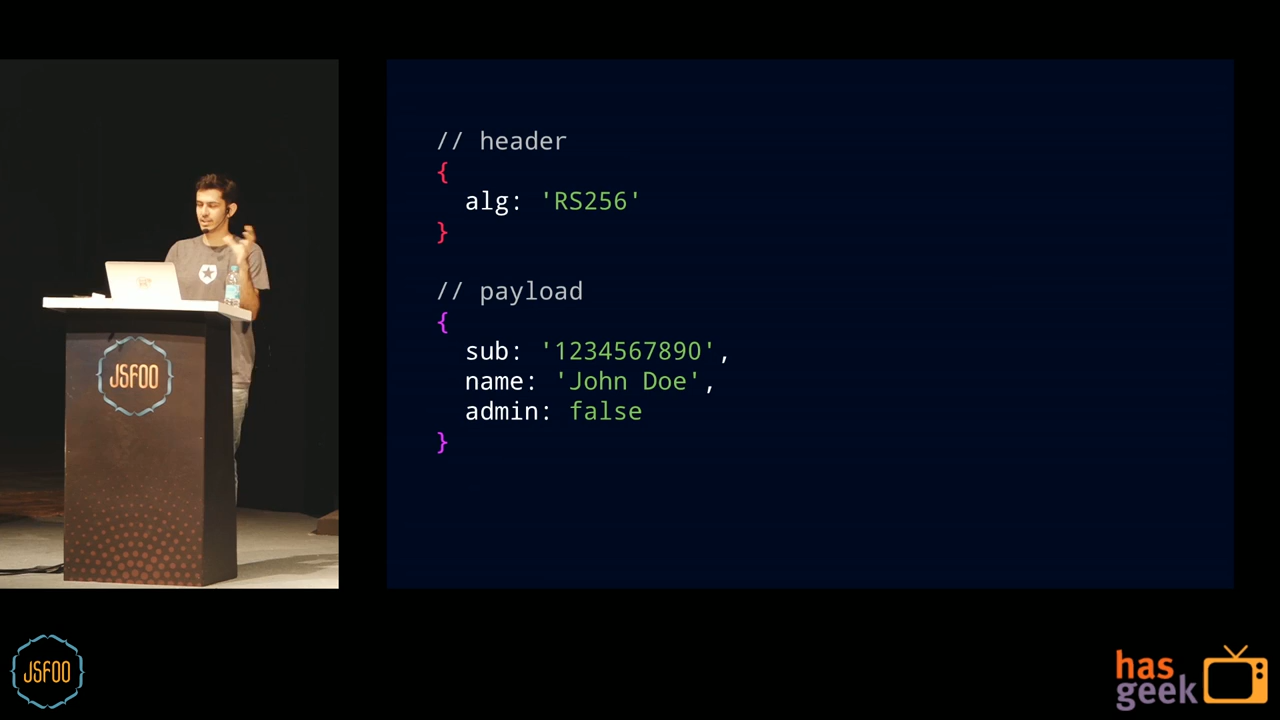 // header
{
alg: 'RS256'
}
// payload
{
sub: '1234567890',
name: 'John Doe',
admin: false
}
JSFOO
JSFOO
has
geek